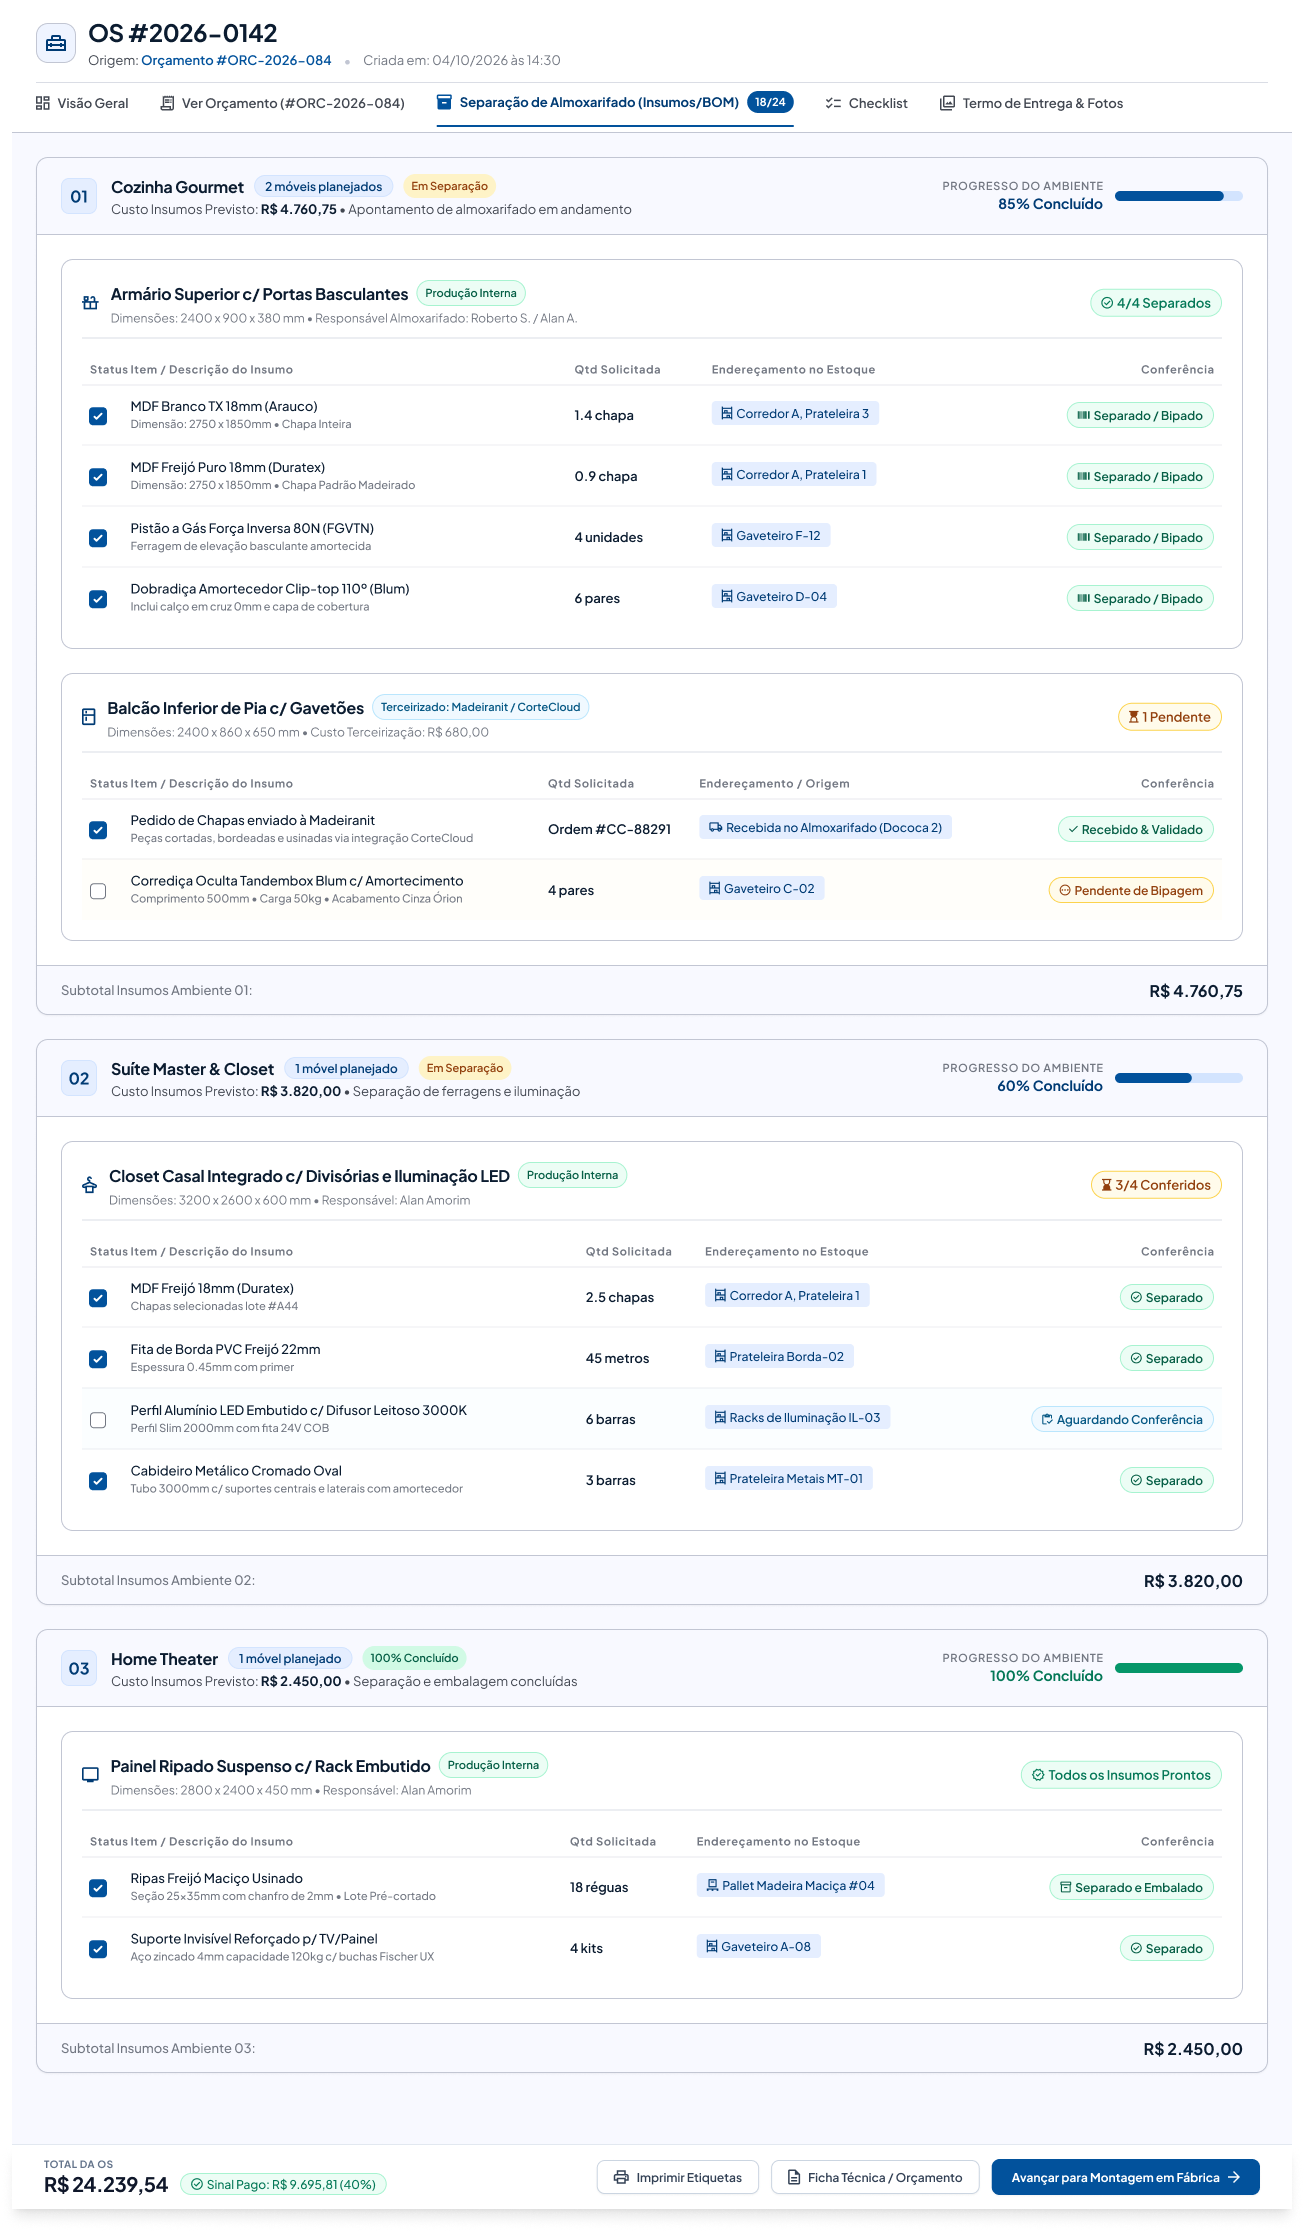 OS #2026-0142
Origem: Orçamento #ORC-2026-084 • Criada em: 04/10/2026 às 14:30
Visão Geral
Ver Orçamento (#ORC-2026-084)
Separação de Almoxarifado (Insumos/BOM) 18/24
Checklist
Termo de Entrega & Fotos
01
Cozinha Gourmet 2 móveis planejados Em Separação
Custo Insumos Previsto: R$ 4.760,75 • Apontamento de almoxarifado em andamento
PROGRESSO DO AMBIENTE
85% Concluído
Armário Superior c/ Portas Basculantes Produção Interna
Dimensões: 2400 x 900 x 380 mm • Responsável Almoxarifado: Roberto S. / Alan A.
4/4 Separados
Status Item / Descrição do Insumo Qtd Solicitada Endereçamento no Estoque Conferência
MDF Branco TX 18mm (Arauco)
Dimensão: 2750 x 1850mm • Chapa Inteira
1.4 chapa
Corredor A, Prateleira 3
Separado / Bipado
MDF Freijó Puro 18mm (Duratex)
Dimensão: 2750 x 1850mm • Chapa Padrão Madeirado
0.9 chapa
Corredor A, Prateleira 1
Separado / Bipado
Pistão a Gás Força Inversa 80N (FGVTN)
Ferragem de elevação basculante amortecida
4 unidades
Gaveteiro F-12
Separado / Bipado
Dobradiça Amortecedor Clip-top 110º (Blum)
Inclui calço em cruz 0mm e capa de cobertura
6 pares
Gaveteiro D-04
Separado / Bipado
Balcão Inferior de Pia c/ Gavetões Terceirizado: Madeiranit / CorteCloud
Dimensões: 2400 x 860 x 650 mm • Custo Terceirização: R$ 680,00
1 Pendente
Status Item / Descrição do Insumo Qtd Solicitada Endereçamento / Origem Conferência
Pedido de Chapas enviado à Madeiranit
Peças cortadas, bordeadas e usinadas via integração CorteCloud
Ordem #CC-88291
Recebida no Almoxarifado (Dococa 2)
Recebido & Validado
Corrediça Oculta Tandembox Blum c/ Amortecimento
Comprimento 500mm • Carga 50kg • Acabamento Cinza Órion
4 pares
Gaveteiro C-02
Pendente de Bipagem
Subtotal Insumos Ambiente 01:
R$ 4.760,75
02
Suíte Master & Closet 1 móvel planejado Em Separação
Custo Insumos Previsto: R$ 3.820,00 • Separação de ferragens e iluminação
PROGRESSO DO AMBIENTE
60% Concluído
Closet Casal Integrado c/ Divisórias e Iluminação LED Produção Interna
Dimensões: 3200 x 2600 x 600 mm • Responsável: Alan Amorim
3/4 Conferidos
Status Item / Descrição do Insumo Qtd Solicitada Endereçamento no Estoque Conferência
MDF Freijó 18mm (Duratex)
Chapas selecionadas lote #A44
2.5 chapas
Corredor A, Prateleira 1
Separado
Fita de Borda PVC Freijó 22mm
Espessura 0.45mm com primer
45 metros
Prateleira Borda-02
Separado
Perfil Alumínio LED Embutido c/ Difusor Leitoso 3000K
Perfil Slim 2000mm com fita 24V COB
6 barras
Racks de Iluminação IL-03
Aguardando Conferência
Cabideiro Metálico Cromado Oval
Tubo 3000mm c/ suportes centrais e laterais com amortecedor
3 barras
Prateleira Metais MT-01
Separado
Subtotal Insumos Ambiente 02:
R$ 3.820,00
03
Home Theater 1 móvel planejado 100% Concluído
Custo Insumos Previsto: R$ 2.450,00 • Separação e embalagem concluídas
PROGRESSO DO AMBIENTE
100% Concluído
Painel Ripado Suspenso c/ Rack Embutido Produção Interna
Dimensões: 2800 x 2400 x 450 mm • Responsável: Alan Amorim
Todos os Insumos Prontos
Status Item / Descrição do Insumo Qtd Solicitada Endereçamento no Estoque Conferência
Ripas Freijó Maciço Usinado
Seção 25x35mm com chanfro de 2mm • Lote Pré-cortado
18 réguas
Pallet Madeira Maciça #04
Separado e Embalado
Suporte Invisível Reforçado p/ TV/Painel
Aço zincado 4mm capacidade 120kg c/ buchas Fischer UX
4 kits
Gaveteiro A-08
Separado
Subtotal Insumos Ambiente 03:
R$ 2.450,00
TOTAL DA OS
R$ 24.239,54 Sinal Pago: R$ 9.695,81 (40%)
Imprimir Etiquetas
Ficha Técnica / Orçamento
Avançar para Montagem em Fábrica →